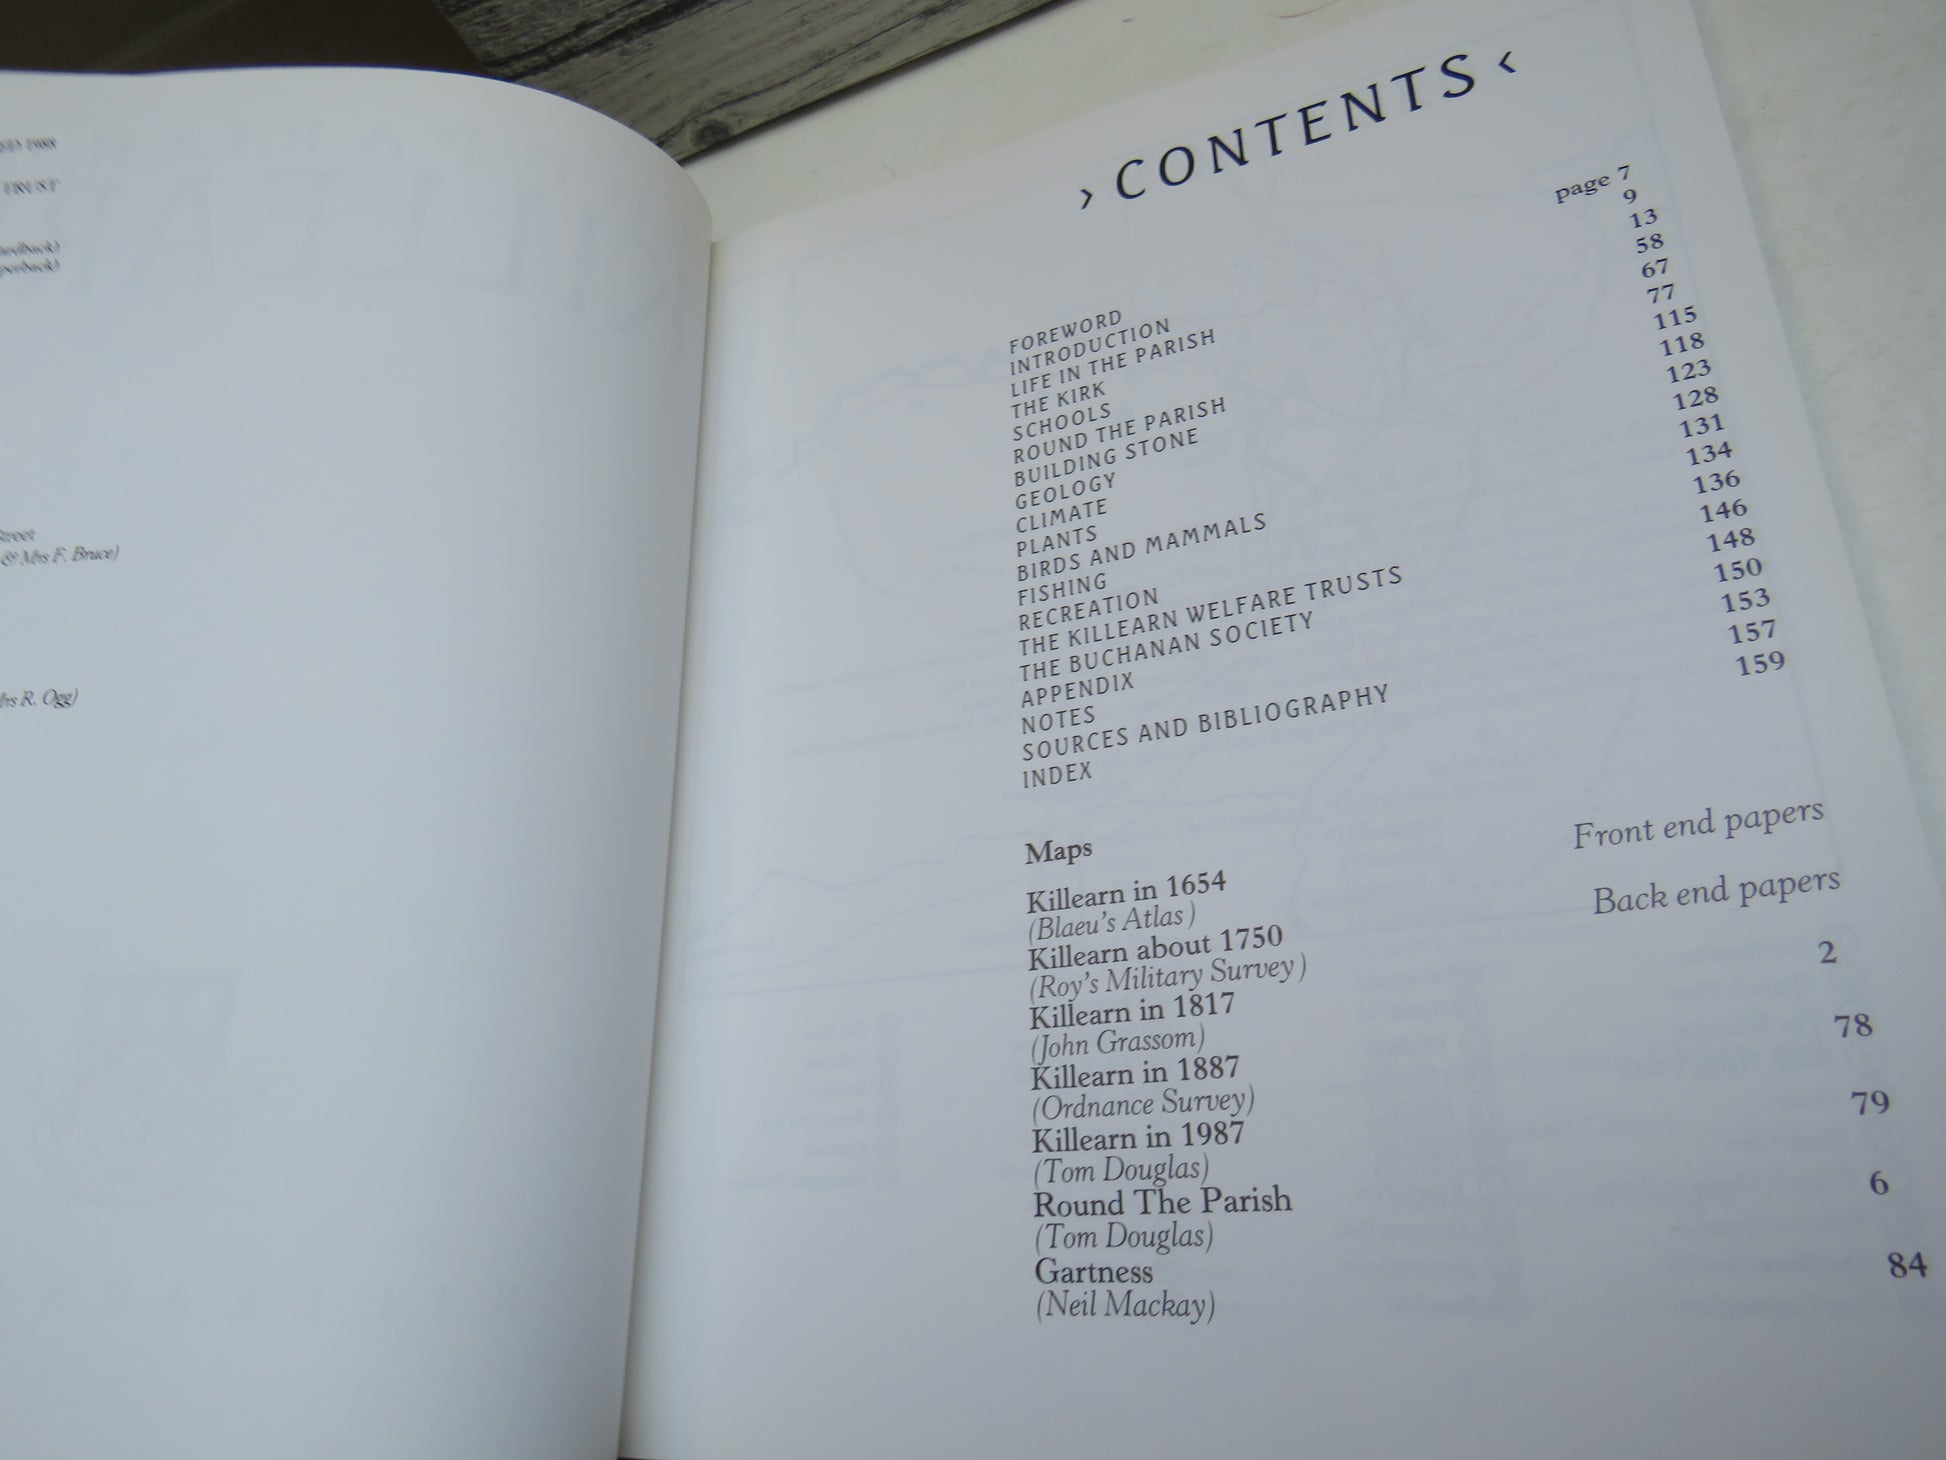 1988
TRUST
Street
& Mrs F. Bruce)
Mrs R. Ogg)
› CONTENTS ‹
FOREWORD page 7
INTRODUCTION 9
LIFE IN THE PARISH 13
THE KIRK 58
SCHOOLS 67
ROUND THE PARISH 77
BUILDING STONE 115
GEOLOGY 118
CLIMATE 123
PLANTS 128
BIRDS AND MAMMALS 131
FISHING 134
RECREATION 136
THE KILLEARN WELFARE TRUSTS 146
THE BUCHANAN SOCIETY 148
APPENDIX 150
NOTES 153
SOURCES AND BIBLIOGRAPHY 157
INDEX 159
Maps
Killearn in 1654 Front end papers
(Blaeu's Atlas)
Killearn about 1750 Back end papers
(Roy's Military Survey)
Killearn in 1817 2
(John Grassom)
Killearn in 1887 78
(Ordnance Survey)
Killearn in 1987 79
(Tom Douglas)
Round The Parish 6
(Tom Douglas)
Gartness 84
(Neil Mackay)